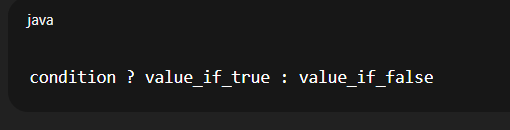 java
condition ? value_if_true : value_if_false